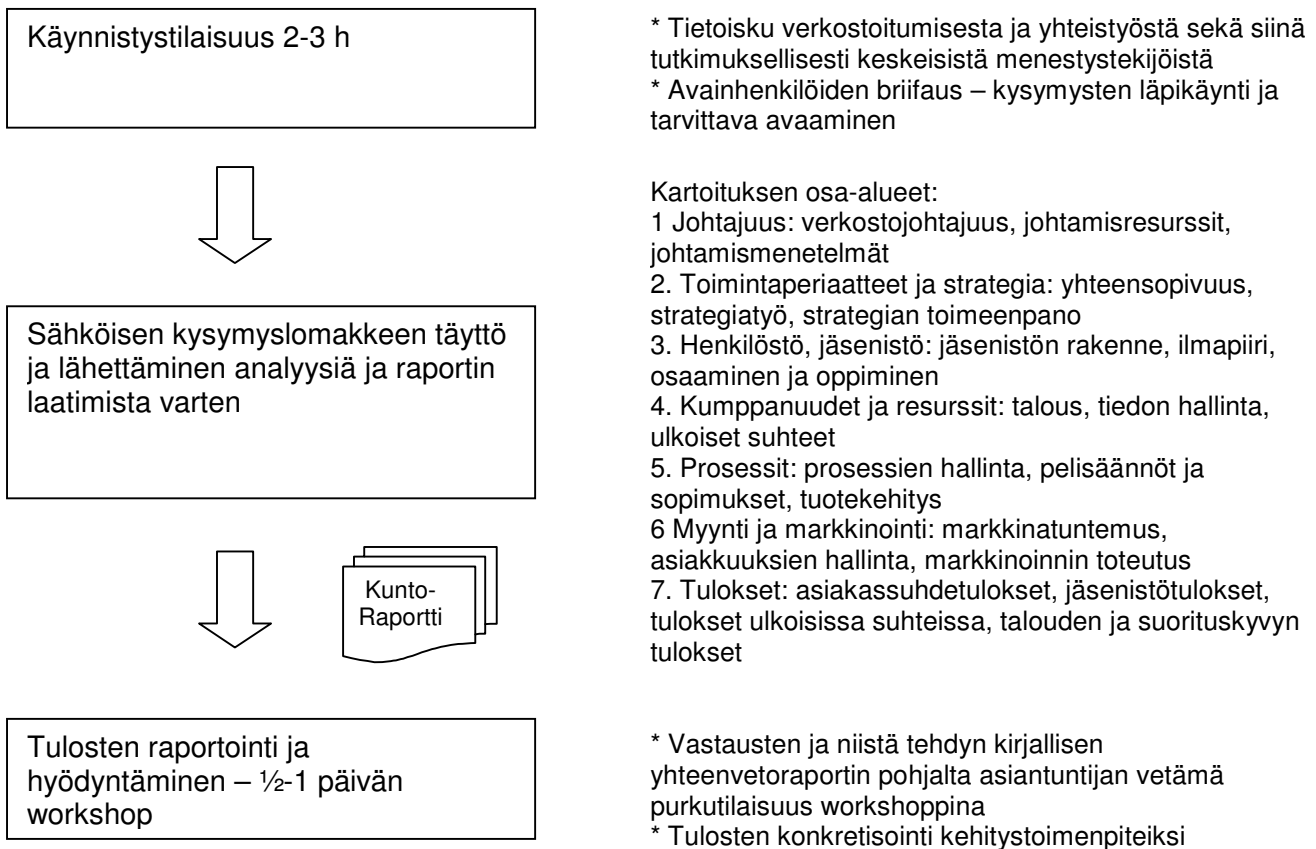 Käynnistystilaisuus 2-3 h
* Tietoisku verkostoitumisesta ja yhteistyöstä sekä siinä
tutkimuksellisesti keskeisistä menestystekijöistä
* Avainhenkilöiden briifaus – kysymysten läpikäynti ja
tarvittava avaaminen
Sähköisen kysymyslomakkeen täyttö
ja lähettäminen analyysiä ja raportin
laatimista varten
Kartoituksen osa-alueet:
1 Johtajuus: verkostojohtajuus, johtamisresurssit,
johtamismenetelmät
2. Toimintaperiaatteet ja strategia: yhteensopivuus,
strategiatyö, strategian toimeenpano
3. Henkilöstö, jäsenistö: jäsenistön rakenne, ilmapiiri,
osaaminen ja oppiminen
4. Kumppanuudet ja resurssit: talous, tiedon hallinta,
ulkoiset suhteet
5. Prosessit: prosessien hallinta, pelisäännöt ja
sopimukset, tuotekehitys
6 Myynti ja markkinointi: markkinatuntemus,
asiakkuuksien hallinta, markkinoinnin toteutus
7. Tulokset: asiakassuhdetulokset, jäsenistötulokset,
tulokset ulkoisissa suhteissa, talouden ja suorituskyvyn
tulokset
Kunto-
Raportti
Tulosten raportointi ja
hyödyntäminen – ½-1 päivän
workshop
* Vastausten ja niistä tehdyn kirjallisen
yhteenvetoraportin pohjalta asiantuntijan vetämä
purkutilaisuus workshoppina
* Tulosten konkretisointi kehitystoimenpiteiksi